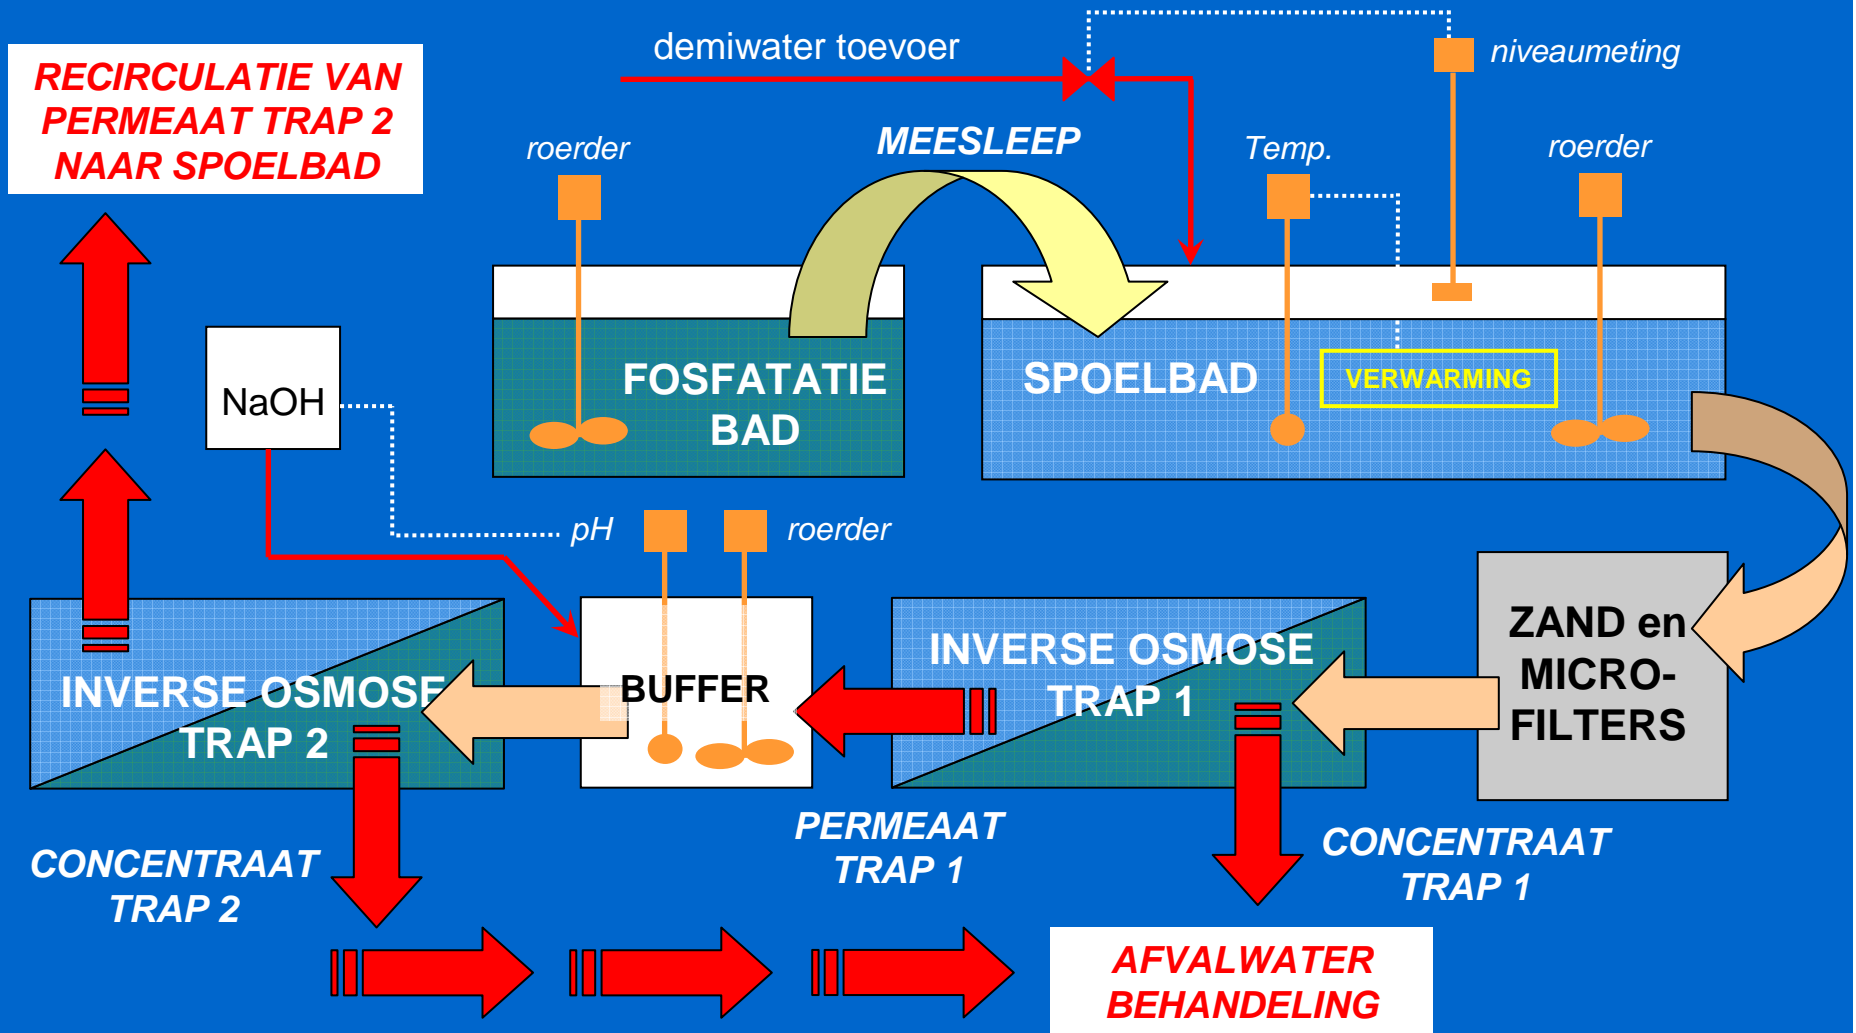 demiwater toevoer
niveaumeting
RECIRCULATIE VAN
PERMEAAT TRAP 2
NAAR SPOELBAD
roerder
MEESLEEP
Temp.
roerder
NaOH
FOSFATATIE
BAD
SPOELBAD
VERWARMING
pH
roerder
INVERSE OSMOSE
TRAP 2
BUFFER
INVERSE OSMOSE
TRAP 1
ZAND en
MICRO-
FILTERS
CONCENTRAAT
TRAP 2
PERMEAAT
TRAP 1
CONCENTRAAT
TRAP 1
AFVALWATER
BEHANDELING